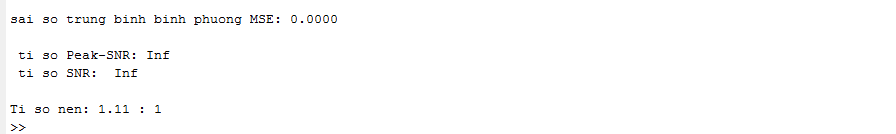 sai so trung binh binh phuong MSE: 0.0000
ti so Peak-SNR: Inf
ti so SNR:  Inf
Ti so nen: 1.11 : 1
>>